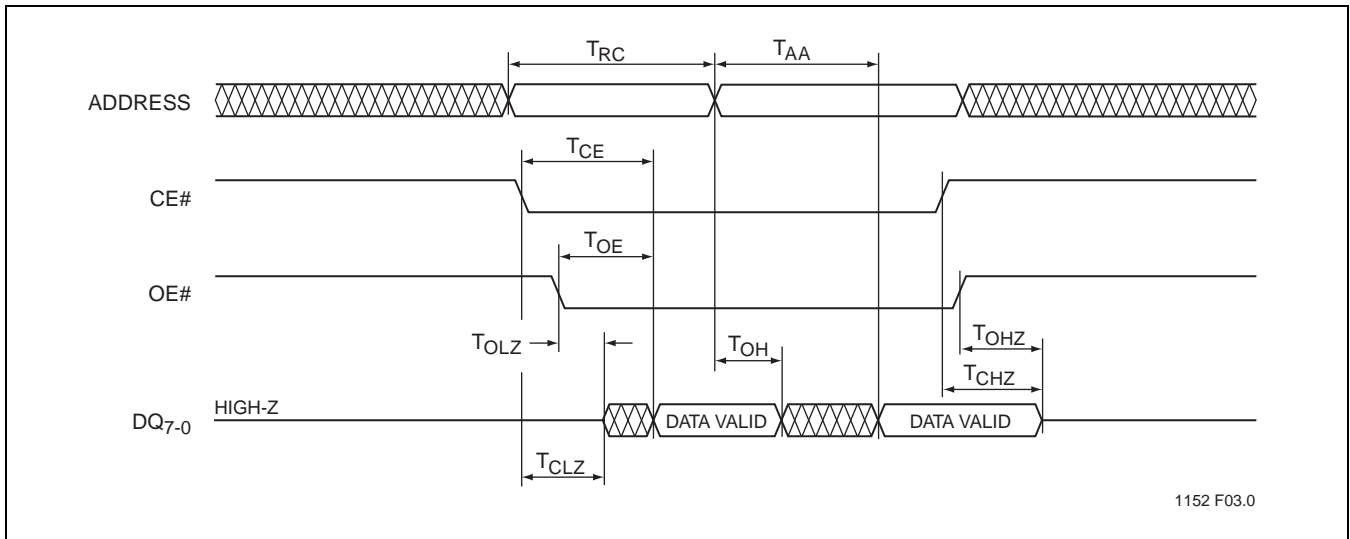 TRC TAA
ADDRESS
TCE
CE#
TOE
OE#
TOLZ TOH TOHZ
TCHZ
HIGH-Z
DQ7-0 DATA VALID DATA VALID
TCLZ
1152 F03.0